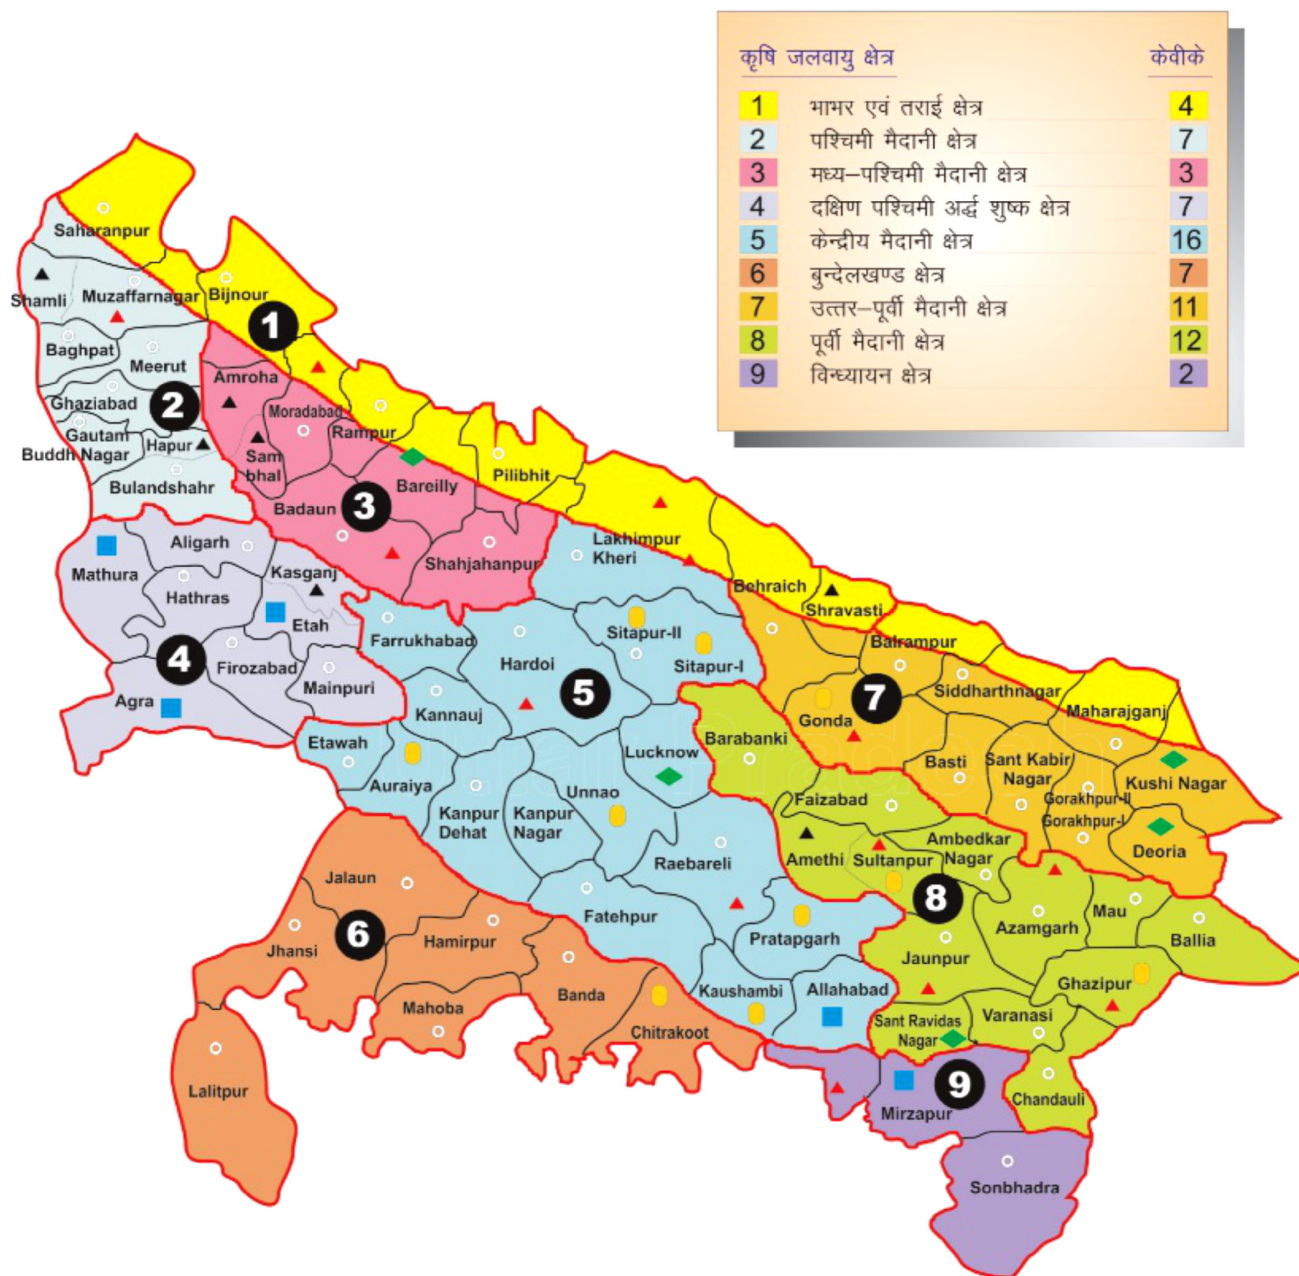 कृषि जलवायु क्षेत्र केवीके
1 भाभर एवं तराई क्षेत्र 4
2 पश्चिमी मैदानी क्षेत्र 7
3 मध्य–पश्चिमी मैदानी क्षेत्र 3
4 दक्षिण पश्चिमी अर्द्ध शुष्क क्षेत्र 7
5 केन्द्रीय मैदानी क्षेत्र 16
6 बुन्देलखण्ड क्षेत्र 7
7 उत्तर–पूर्वी मैदानी क्षेत्र 11
8 पूर्वी मैदानी क्षेत्र 12
9 विन्ध्यायन क्षेत्र 2
Saharanpur
Shamli
Muzaffarnagar
Bijnour
1
Baghpat
Meerut
Amroha
Ghaziabad
2
Moradabad
Gautam
Buddh Nagar
Hapur
Rampur
Sam
bhal
Bareilly
Pilibhit
Bulandshahr
Badaun
3
Shahjahanpur
Lakhimpur
Kheri
Aligarh
Mathura
Kasganj
Hathras
Etah
Behraich
Shravasti
Farrukhabad
Sitapur-II
Sitapur-I
Balrampur
4
Firozabad
Mainpuri
Hardoi
5
Siddharthnagar
7
Agra
Kannauj
Gonda
Maharajganj
Etawah
Auraiya
Lucknow
Barabanki
Basti
Sant Kabir
Nagar
Kushi Nagar
Uttar Pradesh
Kanpur
Dehat
Kanpur
Nagar
Unnao
Faizabad
Gorakhpur-II
Gorakhpur-I
Deoria
Raebareli
Amethi
Sultanpur
Ambedkar
Nagar
8
Jalaun
Fatehpur
Azamgarh
Mau
Ballia
6
Jhansi
Hamirpur
Pratapgarh
Jaunpur
Ghazipur
Mahoba
Banda
Kaushambi
Allahabad
Chitrakoot
Sant Ravidas
Nagar
Varanasi
Lalitpur
9
Mirzapur
Chandauli
Sonbhadra